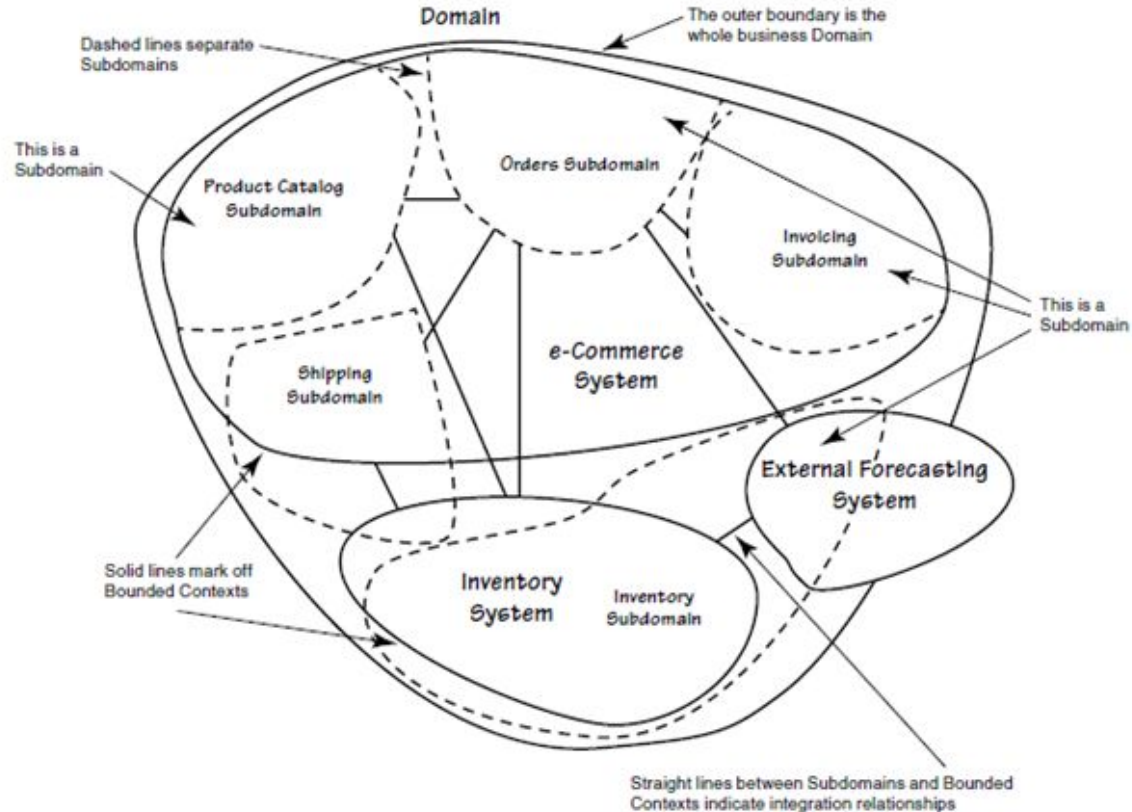 Domain
The outer boundary is the
whole business Domain
Dashed lines separate
Subdomains
This is a
Subdomain
Product Catalog
Subdomain
Orders Subdomain
Invoicing
Subdomain
This is a
Subdomain
Shipping
Subdomain
e-Commerce
System
External Forecasting
System
Solid lines mark off
Bounded Contexts
Inventory
System
Inventory
Subdomain
Straight lines between Subdomains and Bounded
Contexts indicate integration relationships